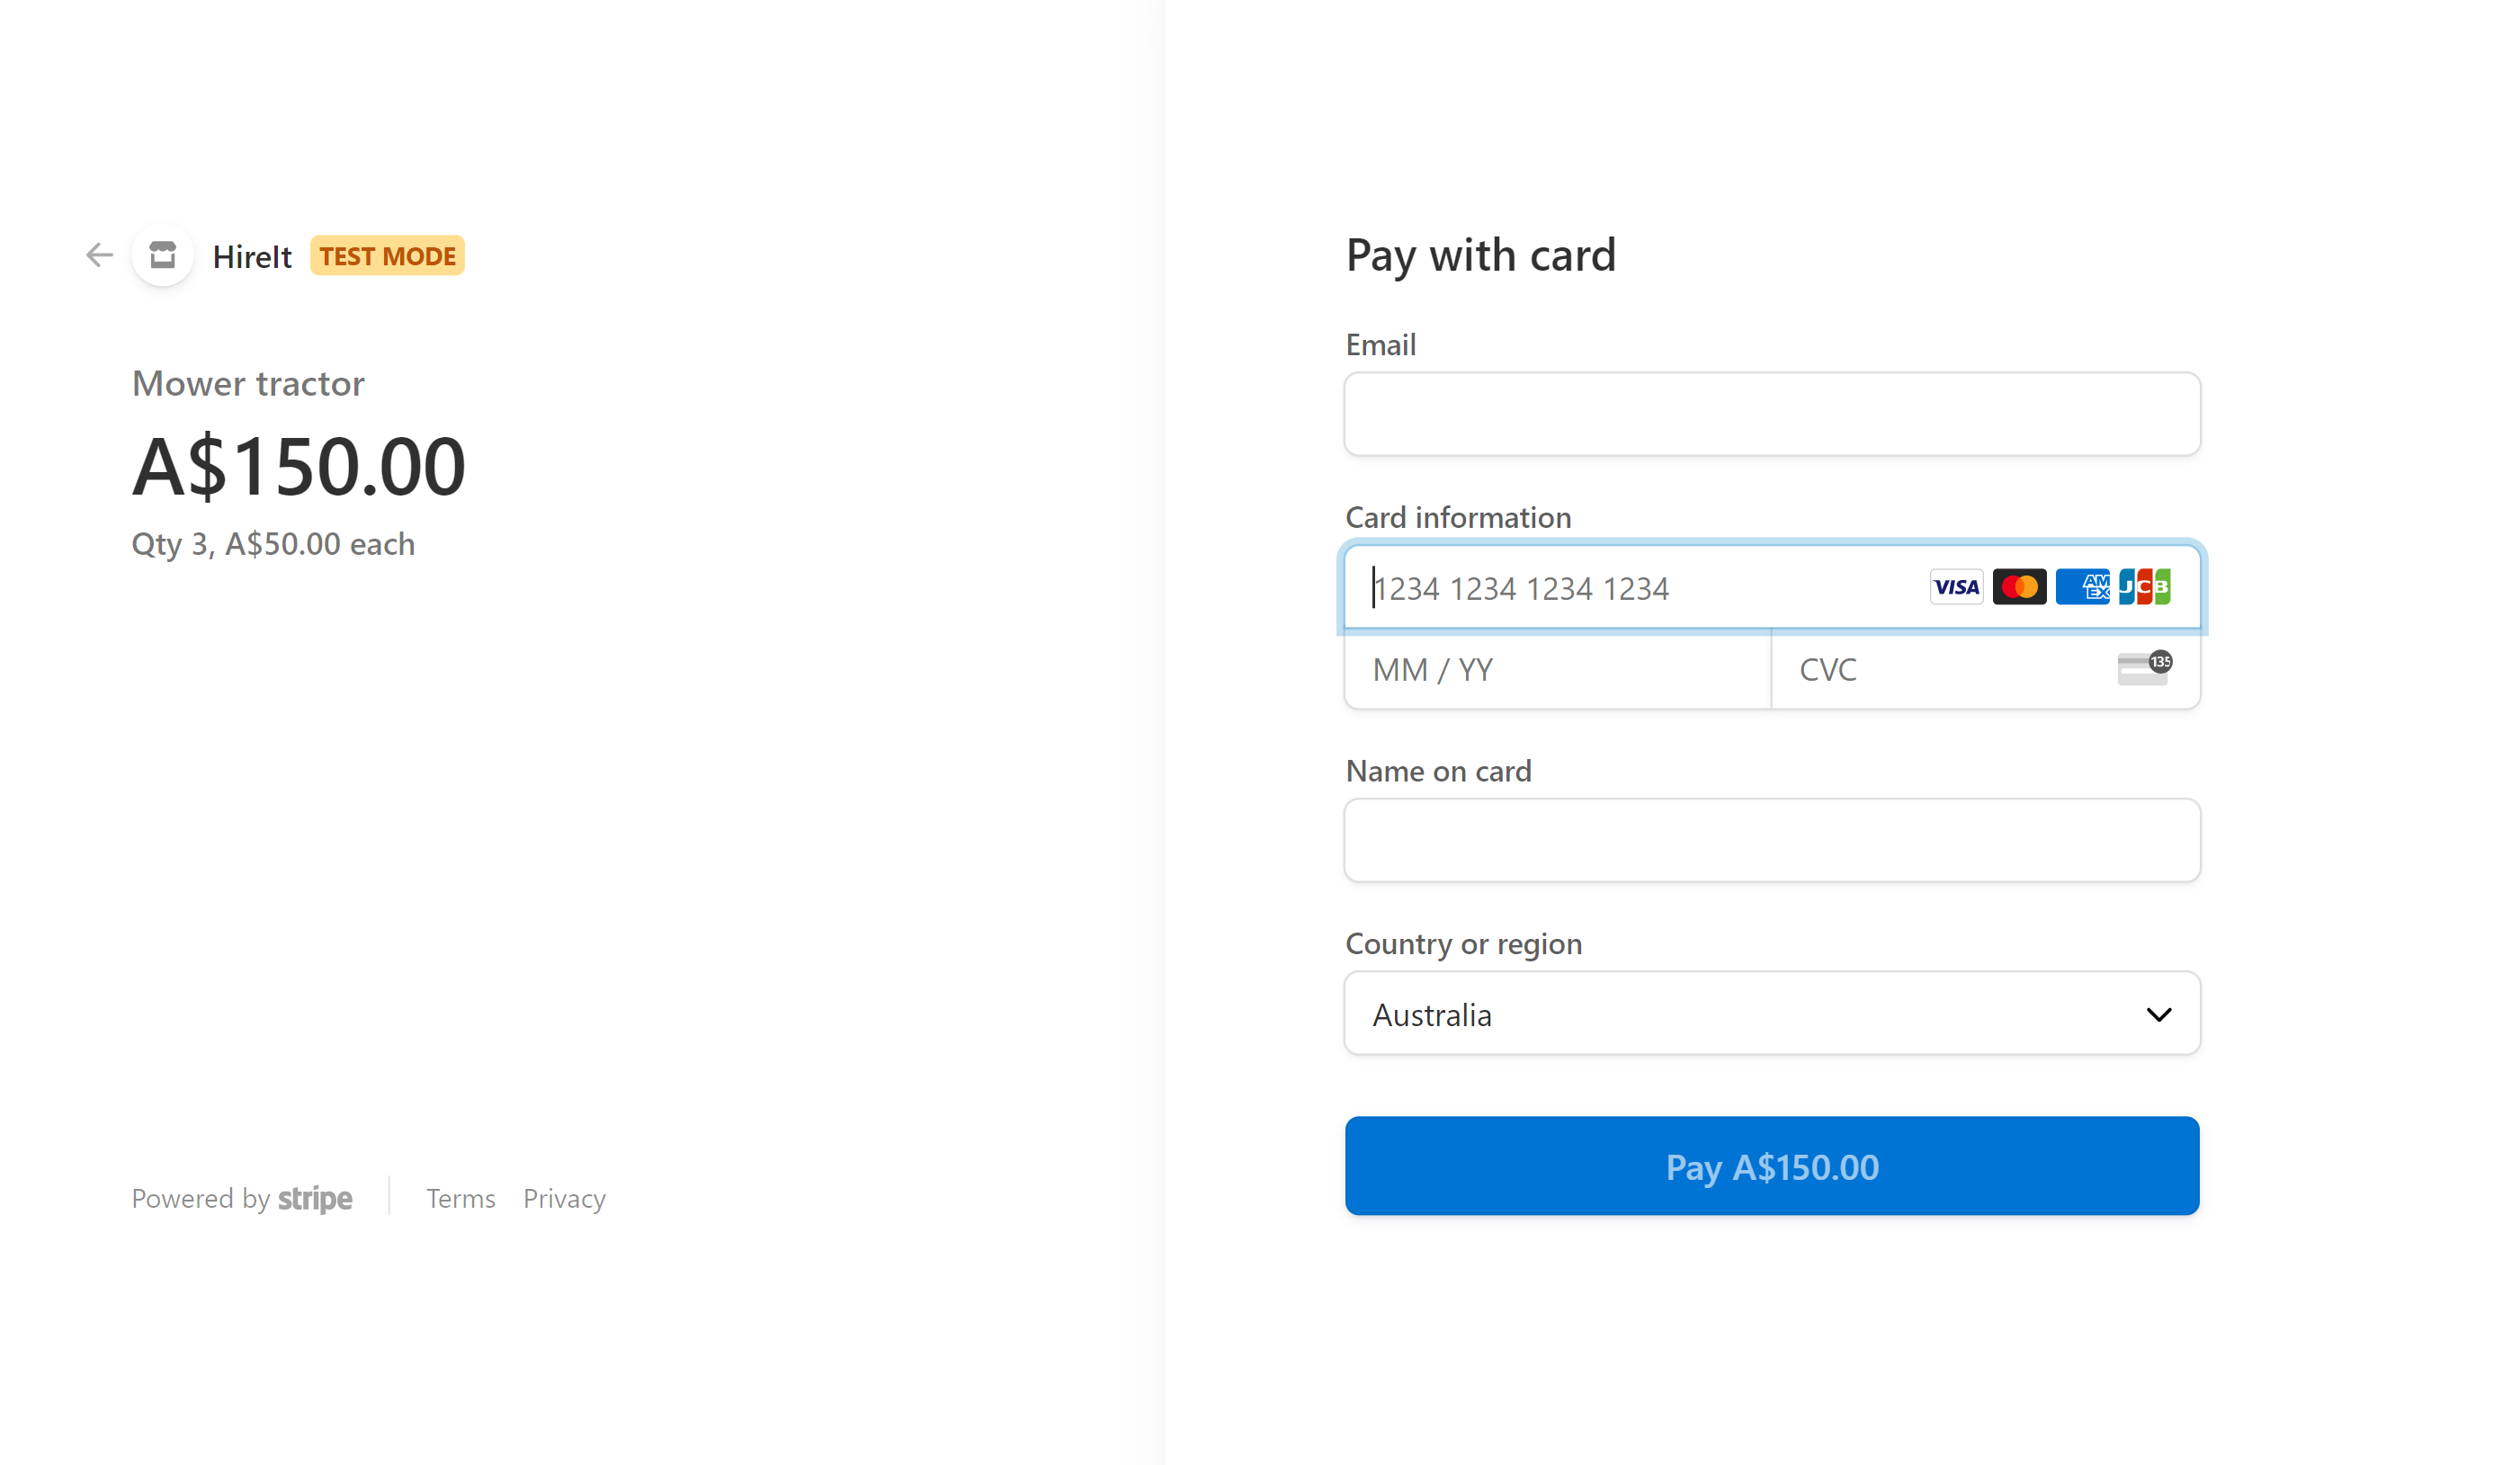 HireIt TEST MODE
Mower tractor
A$150.00
Qty 3, A$50.00 each
Powered by stripe Terms Privacy
Pay with card
Email
Card information
1234 1234 1234 1234 VISA AMEX JCB
MM / YY CVC 135
Name on card
Country or region
Australia
Pay A$150.00